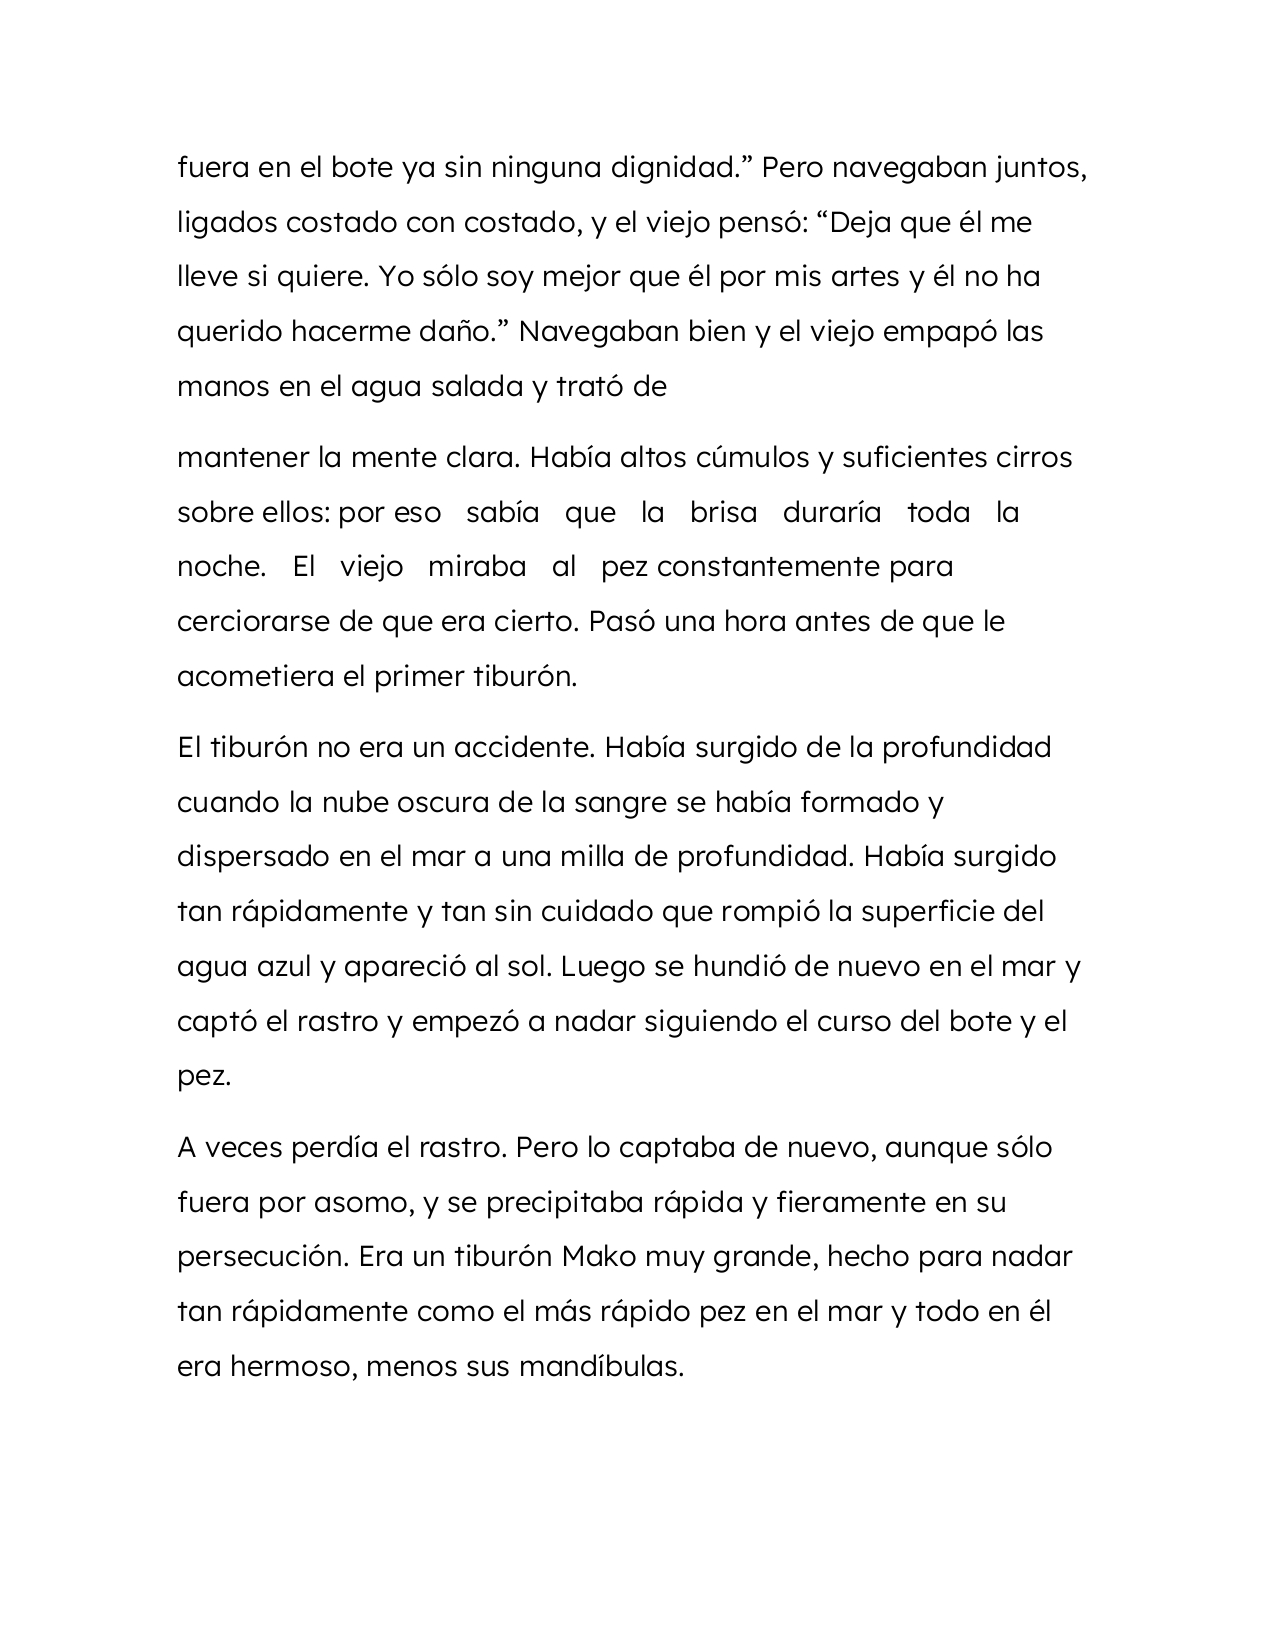 fuera en el bote ya sin ninguna dignidad.” Pero navegaban juntos,
ligados costado con costado, y el viejo pensó: “Deja que él me
lleve si quiere. Yo sólo soy mejor que él por mis artes y él no ha
querido hacerme daño.” Navegaban bien y el viejo empapó las
manos en el agua salada y trató de
mantener la mente clara. Había altos cúmulos y suficientes cirros
sobre ellos: por eso sabía que la brisa duraría toda la
noche. El viejo miraba al pez constantemente para
cerciorarse de que era cierto. Pasó una hora antes de que le
acometiera el primer tiburón.
El tiburón no era un accidente. Había surgido de la profundidad
cuando la nube oscura de la sangre se había formado y
dispersado en el mar a una milla de profundidad. Había surgido
tan rápidamente y tan sin cuidado que rompió la superficie del
agua azul y apareció al sol. Luego se hundió de nuevo en el mar y
captó el rastro y empezó a nadar siguiendo el curso del bote y el
pez.
A veces perdía el rastro. Pero lo captaba de nuevo, aunque sólo
fuera por asomo, y se precipitaba rápida y fieramente en su
persecución. Era un tiburón Mako muy grande, hecho para nadar
tan rápidamente como el más rápido pez en el mar y todo en él
era hermoso, menos sus mandíbulas.